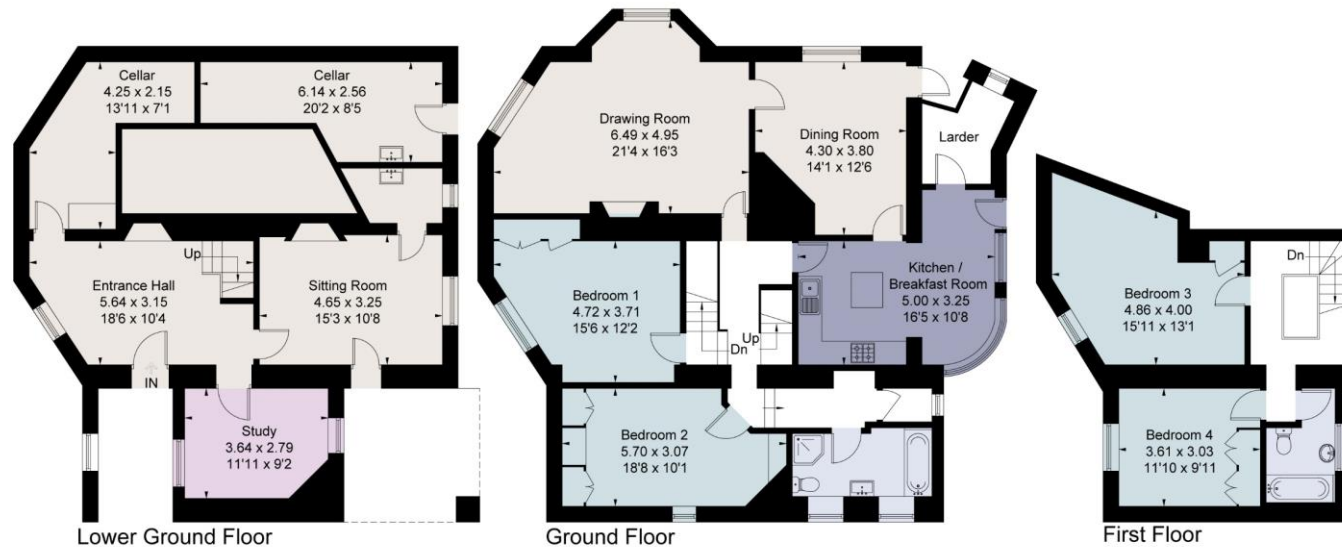 Cellar
4.25 x 2.15
13'11 x 7'1
Cellar
6.14 x 2.56
20'2 x 8'5
Up
Entrance Hall
5.64 x 3.15
18'6 x 10'4
Sitting Room
4.65 x 3.25
15'3 x 10'8
IN
Study
3.64 x 2.79
11'11 x 9'2
Lower Ground Floor
Drawing Room
6.49 x 4.95
21'4 x 16'3
Dining Room
4.30 x 3.80
14'1 x 12'6
Larder
Bedroom 1
4.72 x 3.71
15'6 x 12'2
Kitchen /
Breakfast Room
5.00 x 3.25
16'5 x 10'8
Up
Dn
Bedroom 2
5.70 x 3.07
18'8 x 10'1
Ground Floor
Dn
Bedroom 3
4.86 x 4.00
15'11 x 13'1
Bedroom 4
3.61 x 3.03
11'10 x 9'11
First Floor